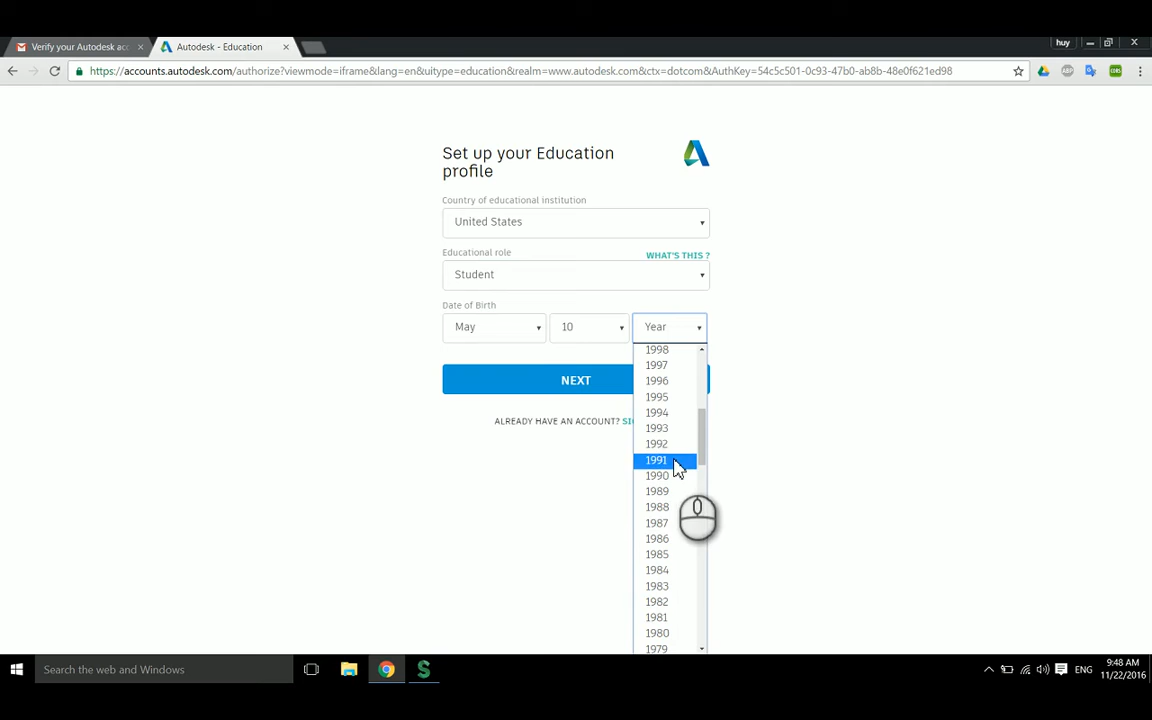 Verify your Autodesk acc
Autodesk - Education
huy
https://accounts.autodesk.com/authorize?viewmode=iframe&lang=en&uitype=education&realm=www.autodesk.com&ctx=dotcom&AuthKey=54c5c501-0c93-47b0-ab8b-48e0f621ed98
ABP
CORS
Set up your Education
profile
Country of educational institution
United States
Educational role
WHAT'S THIS ?
Student
Date of Birth
May
10
Year
1998
1997
NEXT
1996
1995
1994
ALREADY HAVE AN ACCOUNT? SI
1993
1992
1991
1990
1989
1988
1987
1986
1985
1984
1983
1982
1981
1980
1979
Search the web and Windows
S
ENG
9:48 AM
11/22/2016